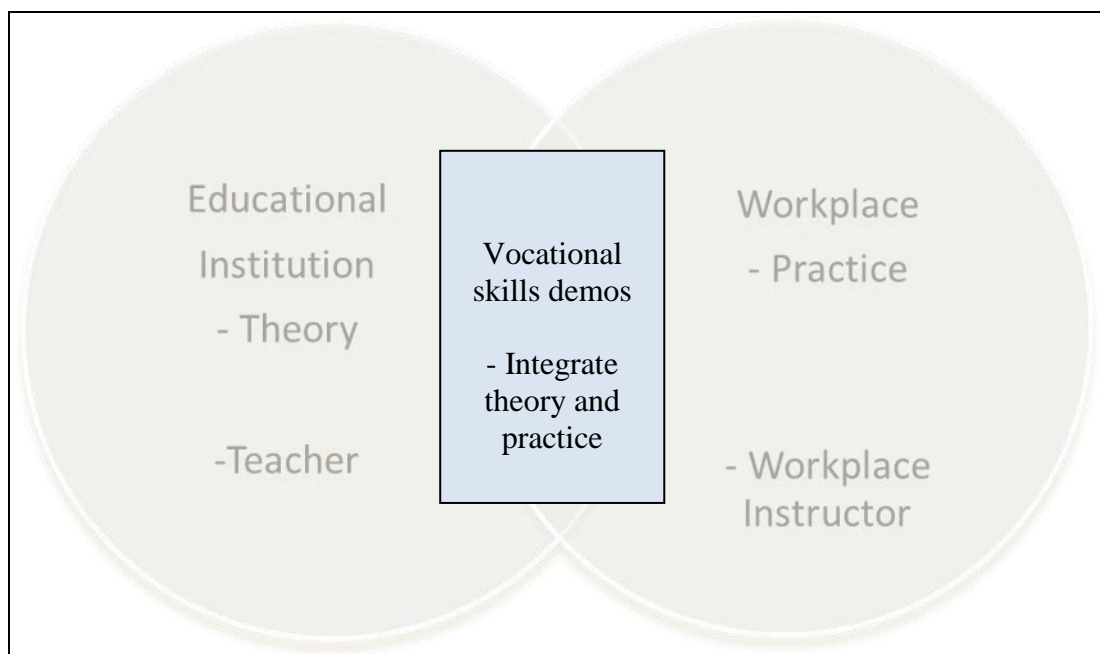 Educational
Institution
- Theory
-Teacher
Vocational
skills demos
- Integrate
theory and
practice
Workplace
- Practice
- Workplace
Instructor